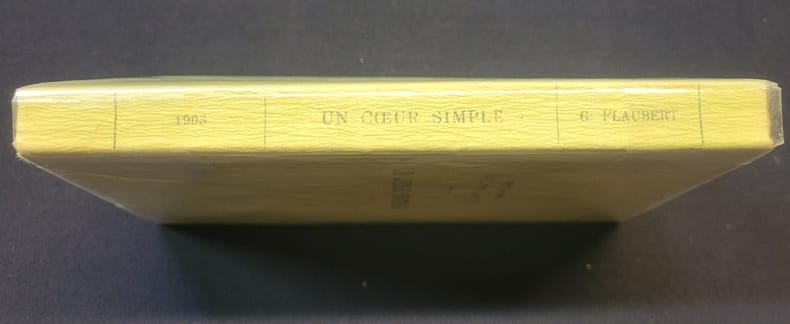 1903
UN CŒUR SIMPLE
G. FLAUBERT